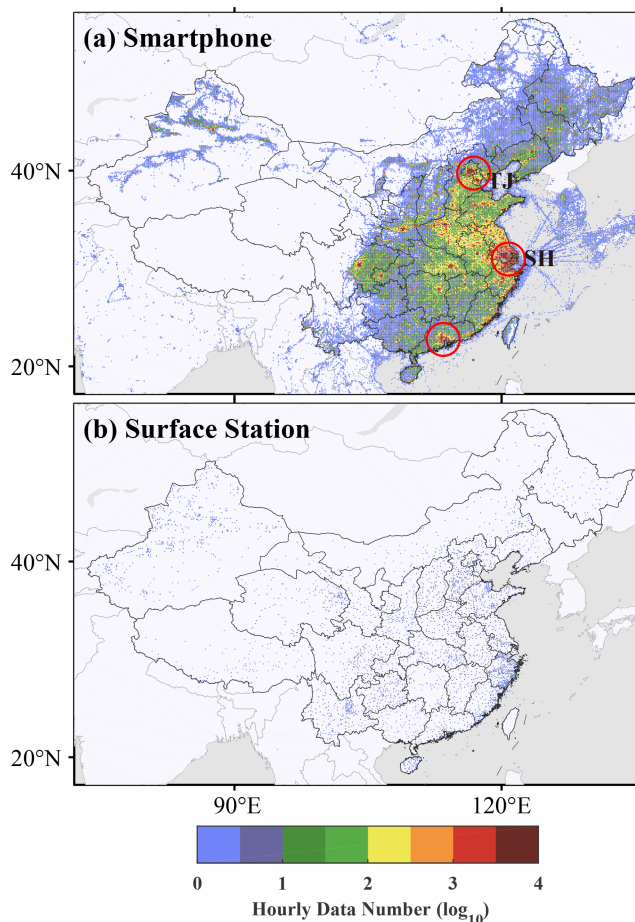 (a) Smartphone
40°N
TJ
SH
20°N
(b) Surface Station
40°N
20°N
90°E 120°E
0 1 2 3 4
Hourly Data Number (log10)